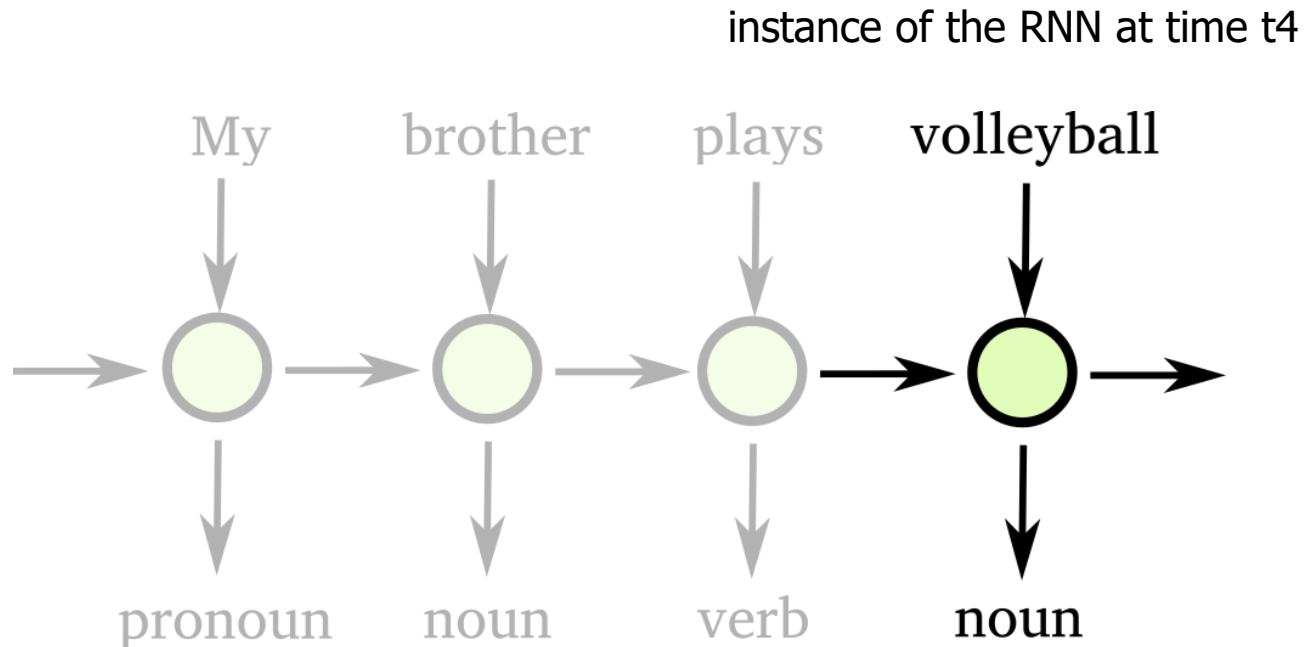 instance of the RNN at time t4
My brother plays volleyball
pronoun noun verb noun